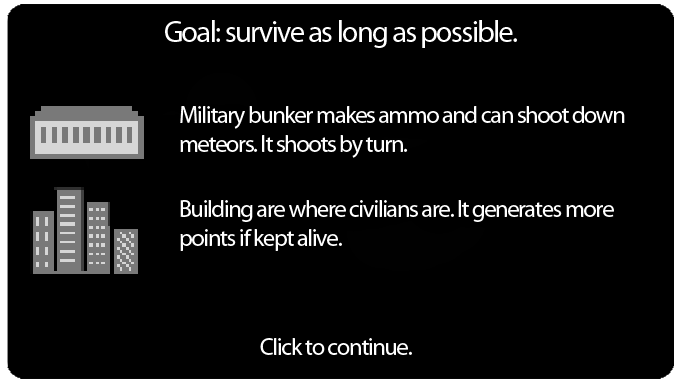 Goal: survive as long as possible.
Military bunker makes ammo and can shoot down
meteors. It shoots by turn.
Building are where civilians are. It generates more
points if kept alive.
Click to continue.